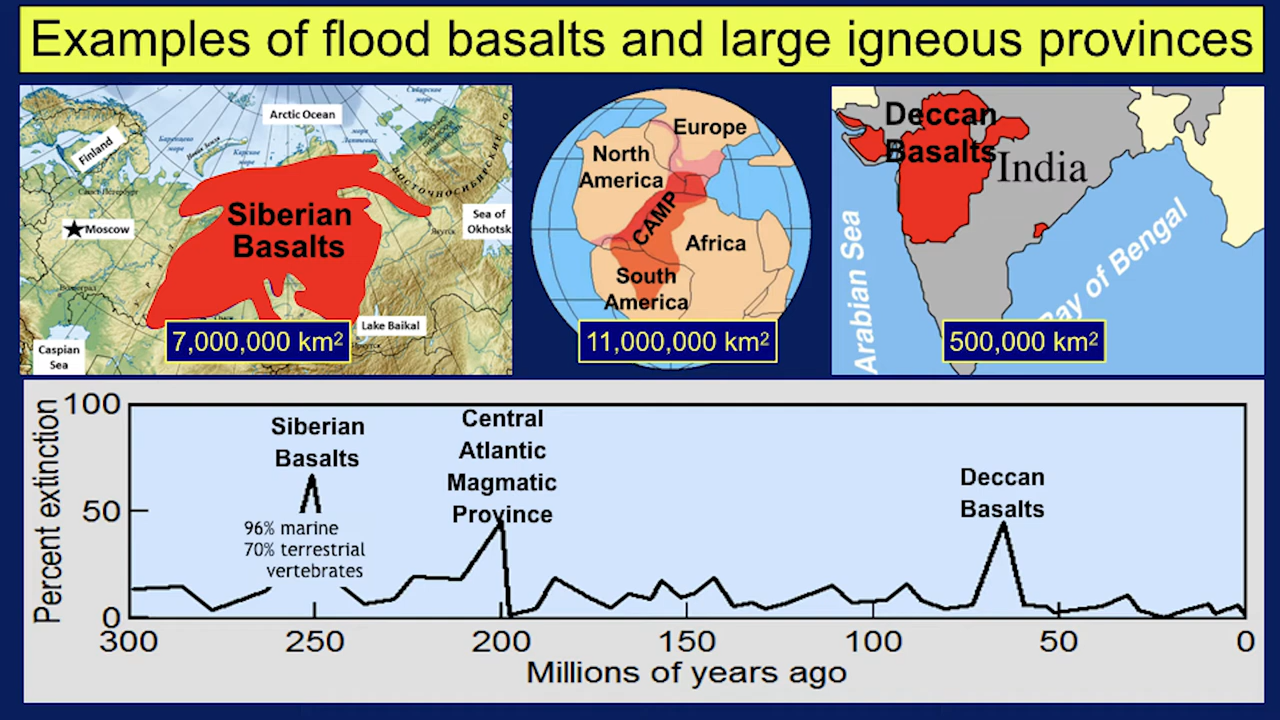 Examples of flood basalts and large igneous provinces
Arctic Ocean
Finland
Moscow
Siberian
Basalts
Sea of
Okhotsk
Lake Baikal
Caspian
Sea
7,000,000 km²
Europe
North
America
CAMP
Africa
South
America
11,000,000 km²
Deccan
Basalts
India
Arabian Sea
Bay of Bengal
500,000 km²
Percent extinction
100
50
0
Siberian
Basalts
96% marine
70% terrestrial
vertebrates
Central
Atlantic
Magmatic
Province
Deccan
Basalts
300
250
200
150
100
50
0
Millions of years ago